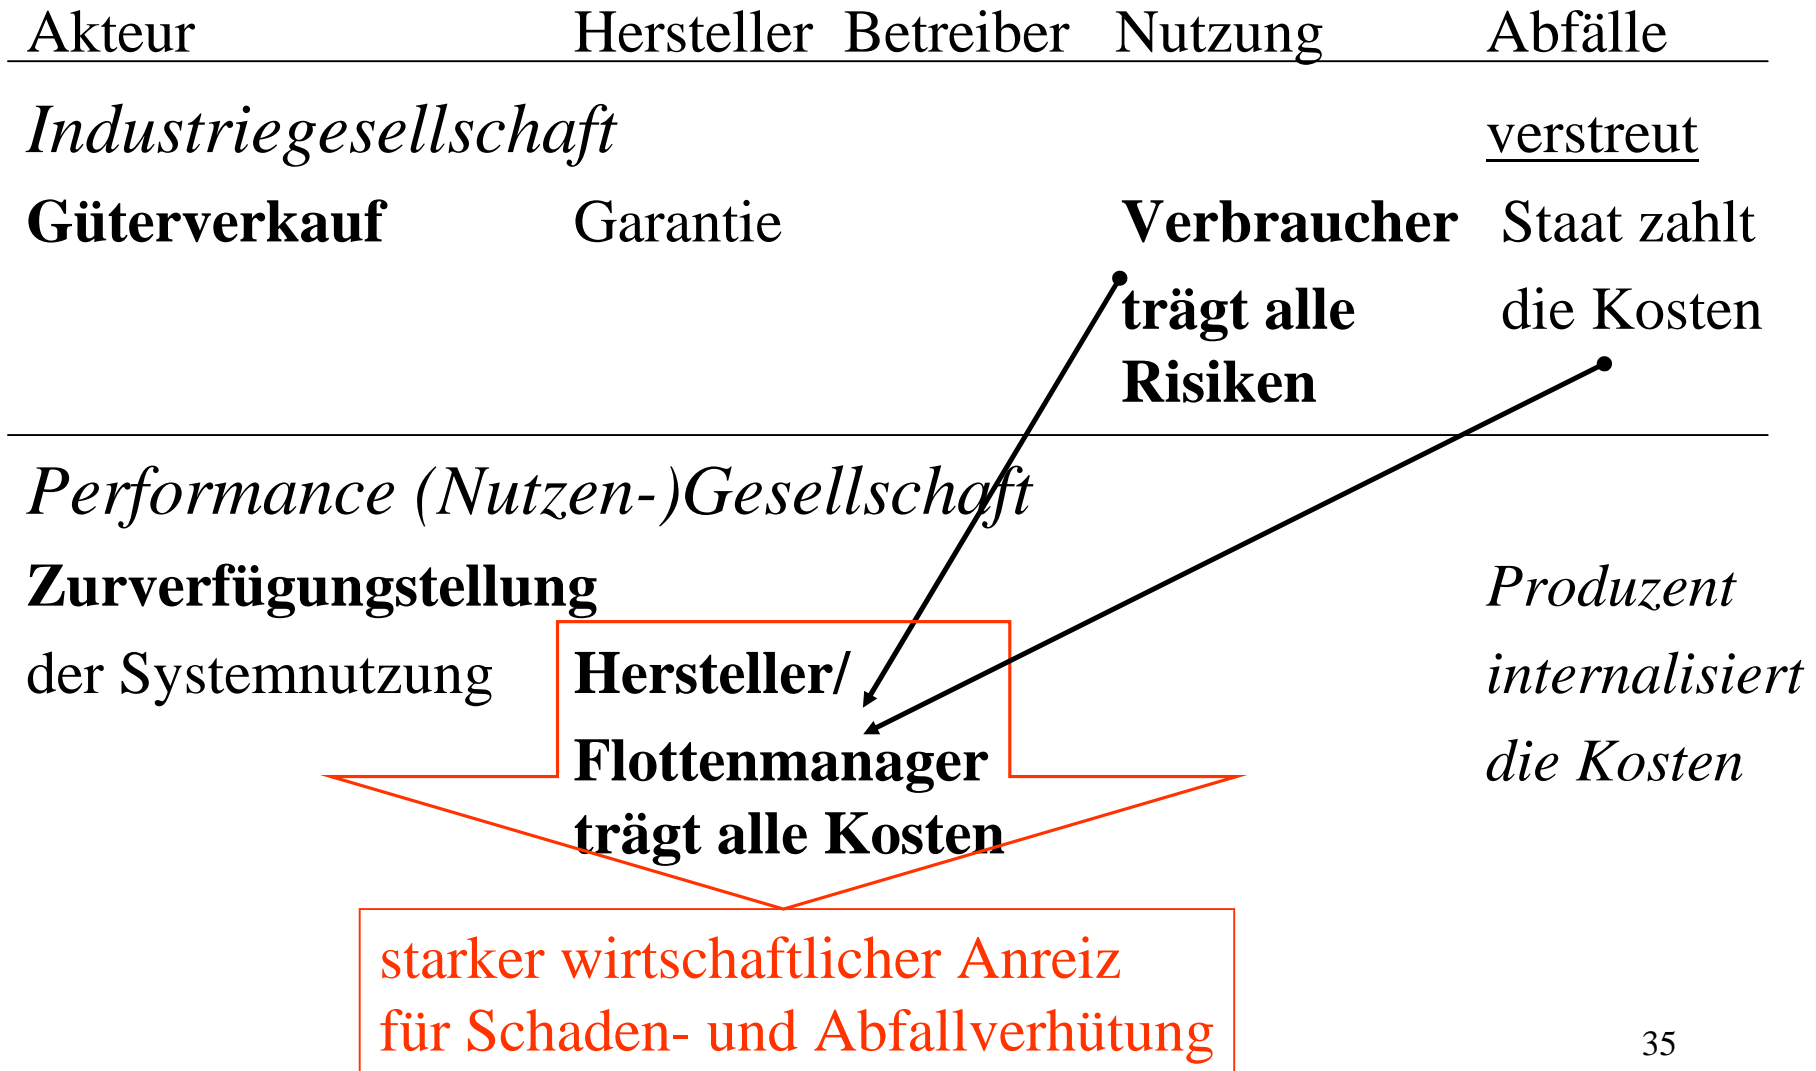 Akteur Hersteller Betreiber Nutzung Abfälle
Industriegesellschaft verstreut
Güterverkauf Garantie Verbraucher Staat zahlt
trägt alle die Kosten
Risiken
Performance (Nutzen-)Gesellschaft
Zurverfügungstellung Produzent
der Systemnutzung Hersteller/ internalisiert
Flottenmanager die Kosten
trägt alle Kosten
starker wirtschaftlicher Anreiz
für Schaden- und Abfallverhütung
35